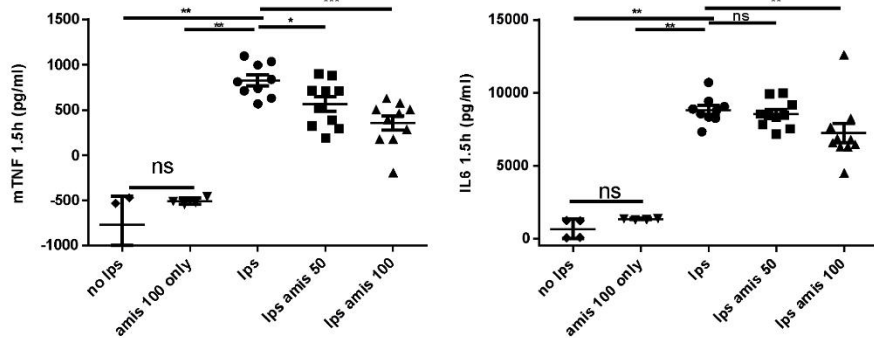 ***
**
**
*
1500
1000
500
0
-500
-1000
mTNF 1.5h (pg/ml)
ns
no lps
amis 100 only
lps
lps amis 50
lps amis 100
**
**
**
ns
15000
10000
5000
0
IL6 1.5h (pg/ml)
ns
no lps
amis 100 only
lps
lps amis 50
lps amis 100